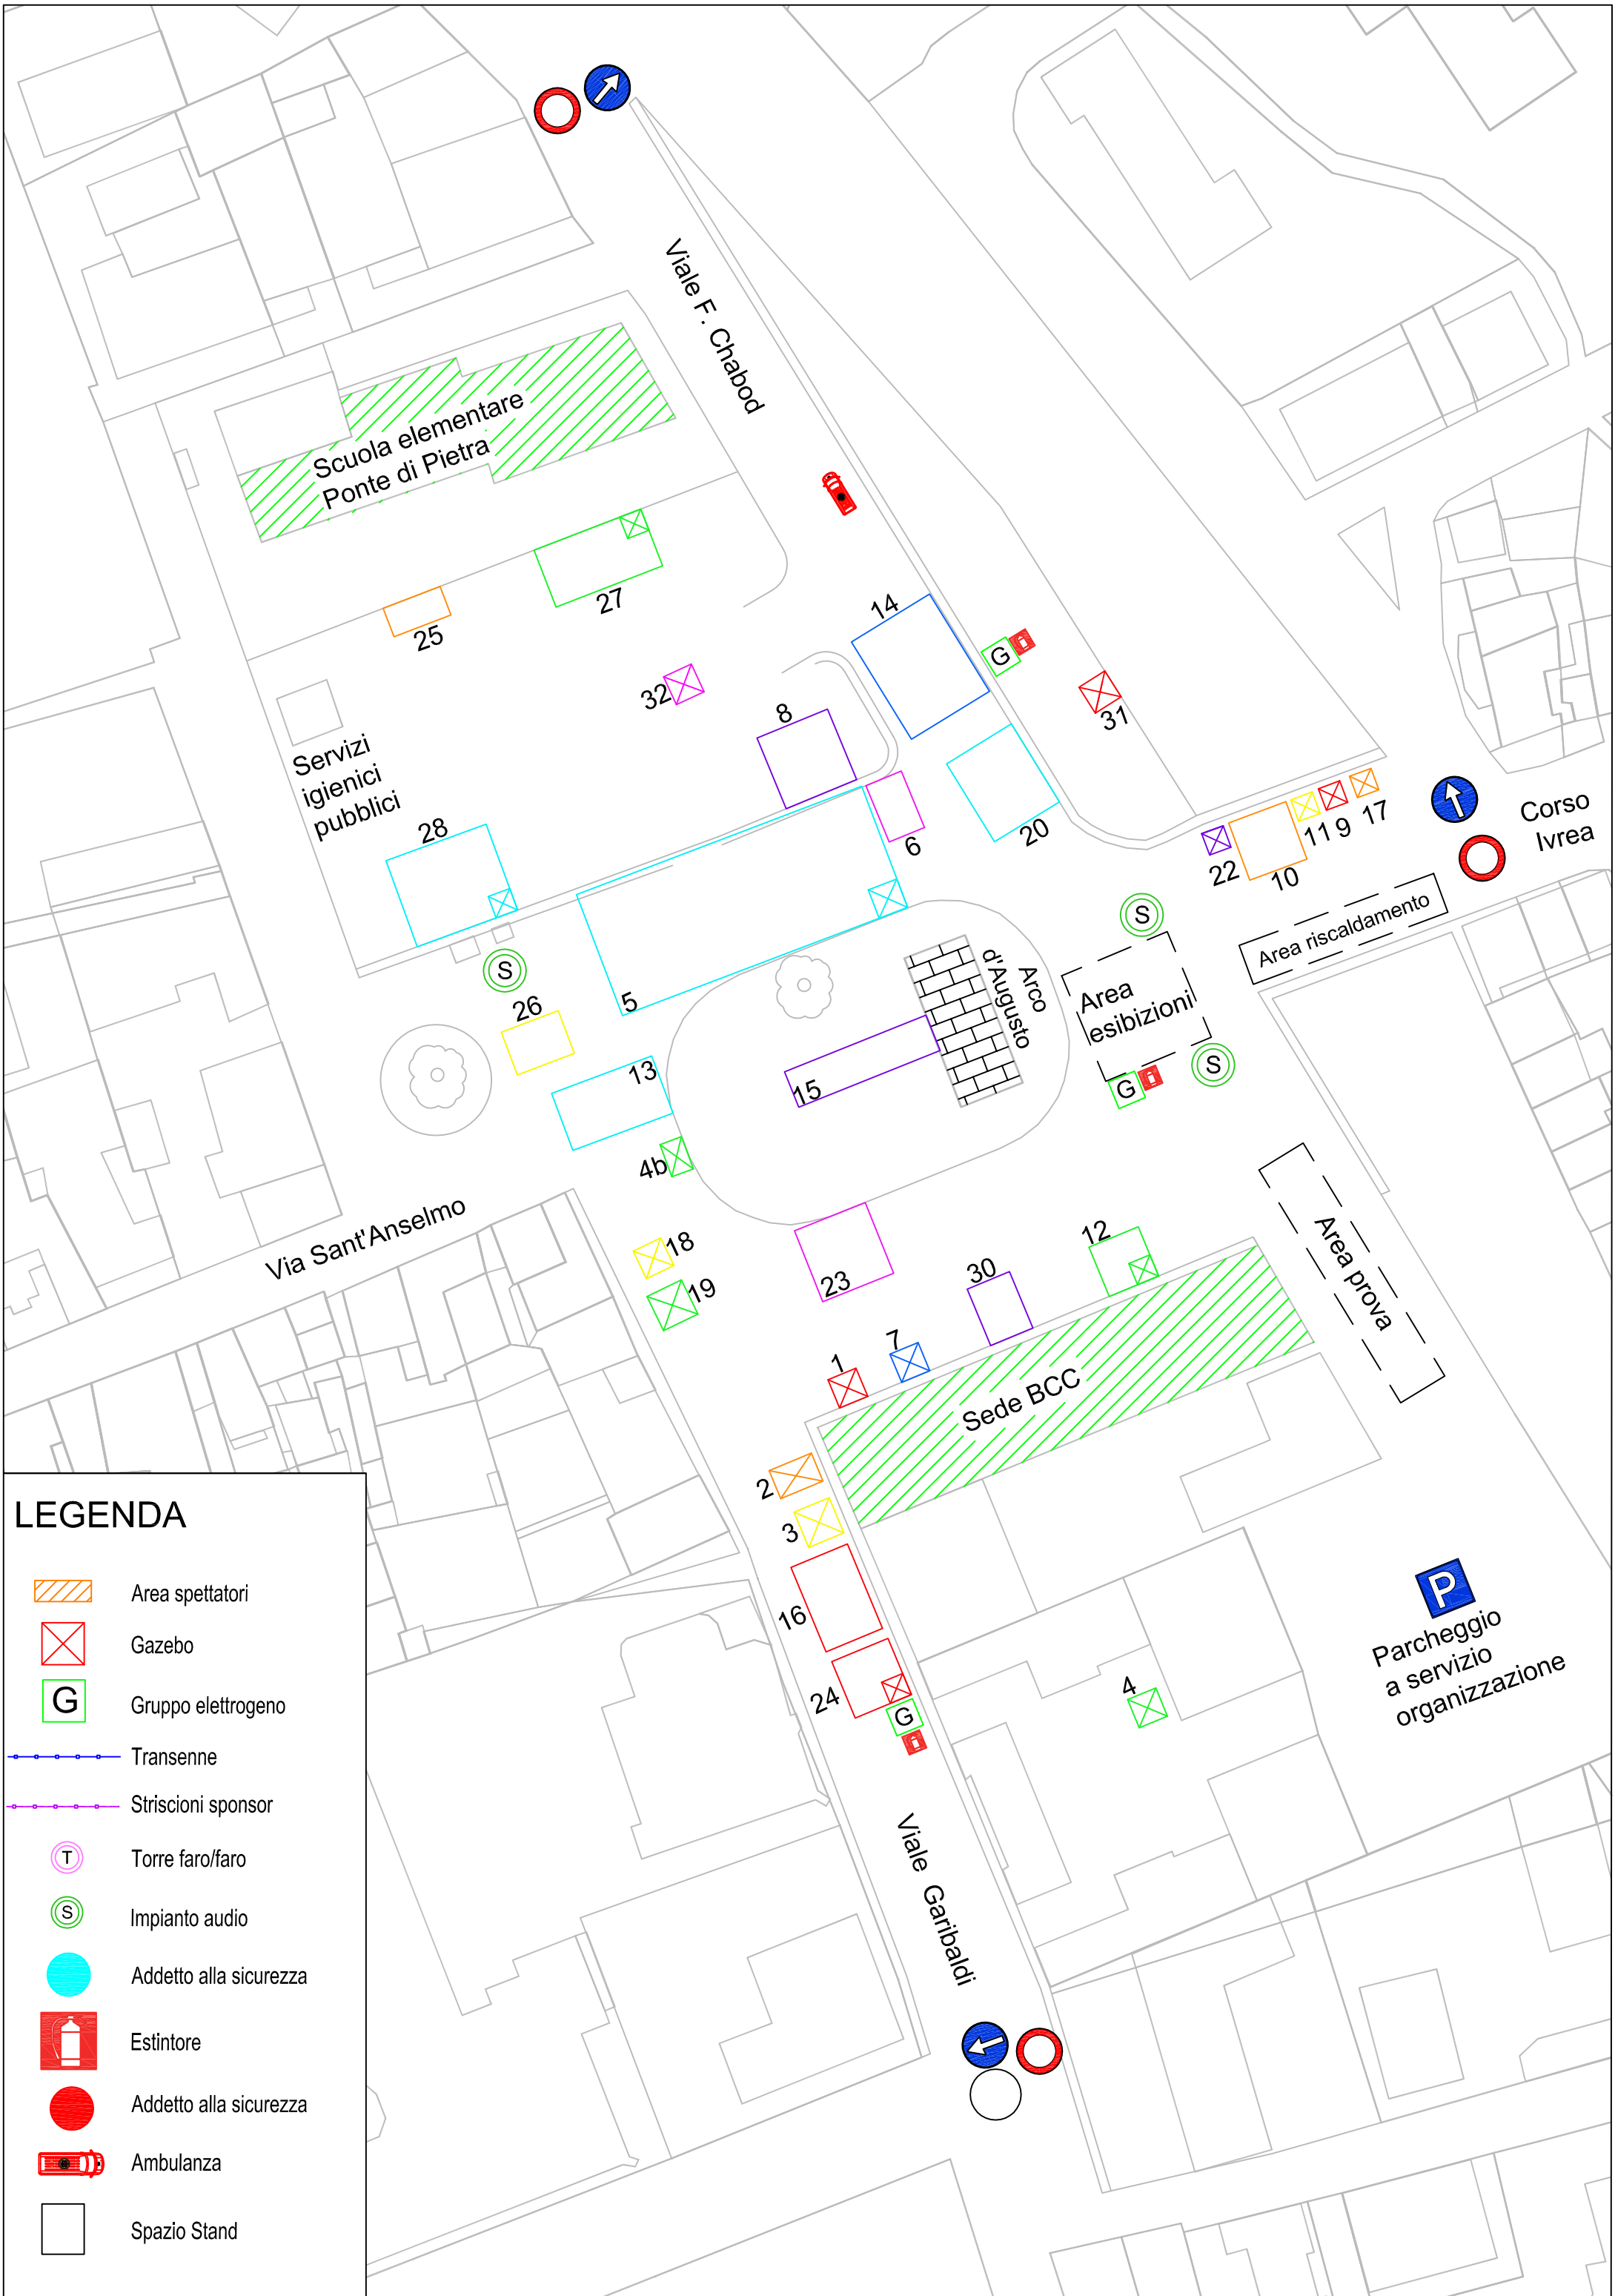 Viale F. Chabod
Scuola elementare
Ponte di Pietra
27
25
14
G
32
31
8
Servizi
igienici
pubblici
28
6
20
17
11
9
22
10
Corso
Ivrea
S
Area riscaldamento
S
5
26
Arco
d'Augusto
Area
esibizioni
S
G
13
15
4b
Via Sant'Anselmo
18
19
23
30
12
Area prova
1
7
Sede BCC
2
3
16
24
G
4
P
Parcheggio
a servizio
organizzazione
Viale Garibaldi
LEGENDA
Area spettatori
Gazebo
G Gruppo elettrogeno
Transenne
Striscioni sponsor
T Torre faro/faro
S Impianto audio
Addetto alla sicurezza
Estintore
Addetto alla sicurezza
Ambulanza
Spazio Stand